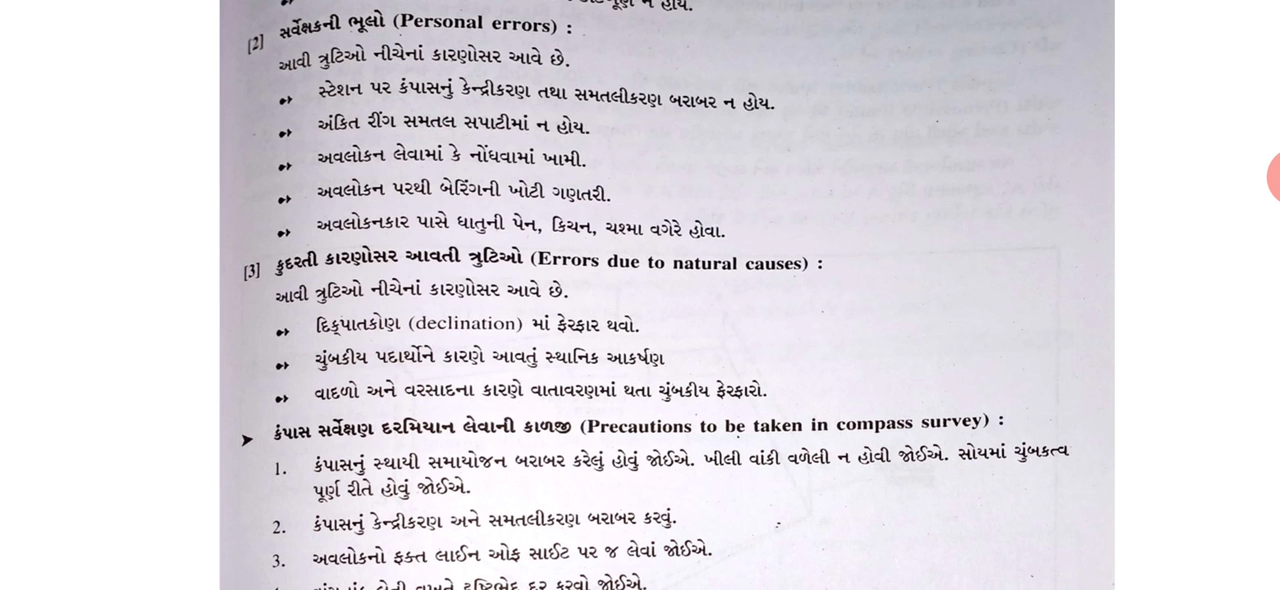 ન હોય.
[2] સર્વેક્ષકની ભૂલો (Personal errors) :
આવી ત્રુટિઓ નીચેનાં કારણોસર આવે છે.
➻ સ્ટેશન પર કંપાસનું કેન્દ્રીકરણ તથા સમતલીકરણ બરાબર ન હોય.
➻ અંકિત રીંગ સમતલ સપાટીમાં ન હોય.
➻ અવલોકન લેવામાં કે નોંધવામાં ખામી.
➻ અવલોકન પરથી બેરિંગની ખોટી ગણતરી.
➻ અવલોકનકાર પાસે ધાતુની પેન, કિચન, ચશ્મા વગેરે હોવા.
[3] કુદરતી કારણોસર આવતી ત્રુટિઓ (Errors due to natural causes) :
આવી ત્રુટિઓ નીચેનાં કારણોસર આવે છે.
➻ દિક્પાતકોણ (declination) માં ફેરફાર થવો.
➻ ચુંબકીય પદાર્થોને કારણે આવતું સ્થાનિક આકર્ષણ
➻ વાદળો અને વરસાદના કારણે વાતાવરણમાં થતા ચુંબકીય ફેરફારો.
➤ કંપાસ સર્વેક્ષણ દરમિયાન લેવાની કાળજી (Precautions to be taken in compass survey) :
1. કંપાસનું સ્થાયી સમાયોજન બરાબર કરેલું હોવું જોઈએ. ખીલી વાંકી વળેલી ન હોવી જોઈએ. સોયમાં ચુંબકત્વ
પૂર્ણ રીતે હોવું જોઈએ.
2. કંપાસનું કેન્દ્રીકરણ અને સમતલીકરણ બરાબર કરવું.
3. અવલોકનો ફક્ત લાઈન ઓફ સાઈટ પર જ લેવાં જોઈએ.
દૃષ્ટિભેદ દૂર કરવો જોઈએ.